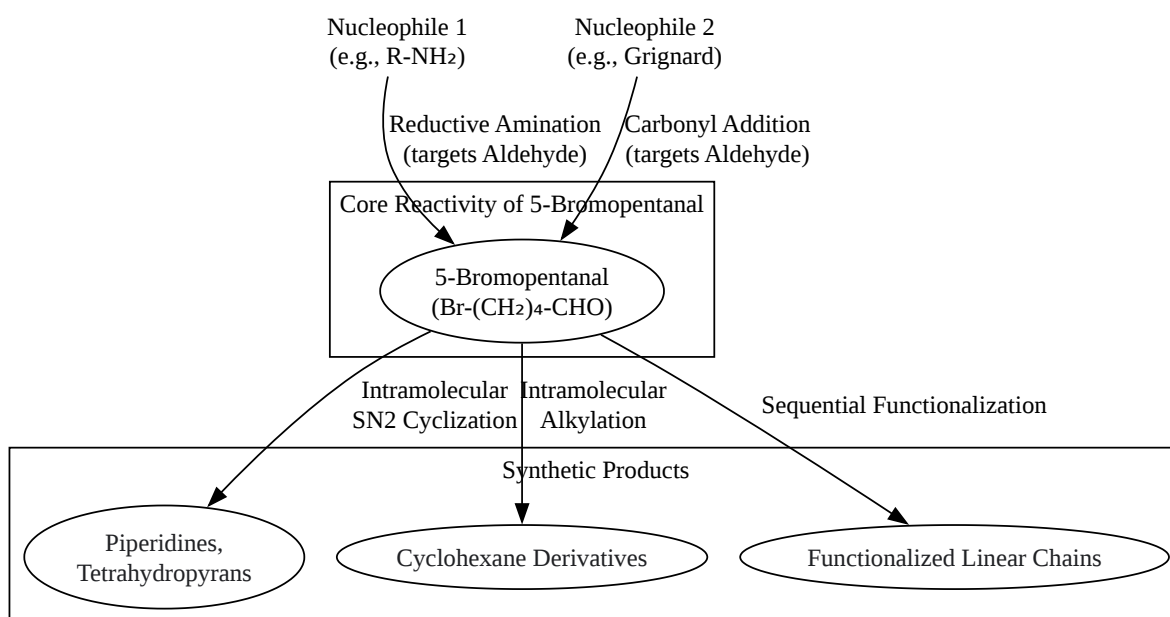 Nucleophile 1
(e.g., R-NH₂)
Nucleophile 2
(e.g., Grignard)
Reductive Amination
(targets Aldehyde)
Carbonyl Addition
(targets Aldehyde)
Core Reactivity of 5-Bromopentanal
5-Bromopentanal
(Br-(CH₂)₄-CHO)
Intramolecular
SN2 Cyclization
Intramolecular
Alkylation
Sequential Functionalization
Synthetic Products
Piperidines,
Tetrahydropyrans
Cyclohexane Derivatives
Functionalized Linear Chains